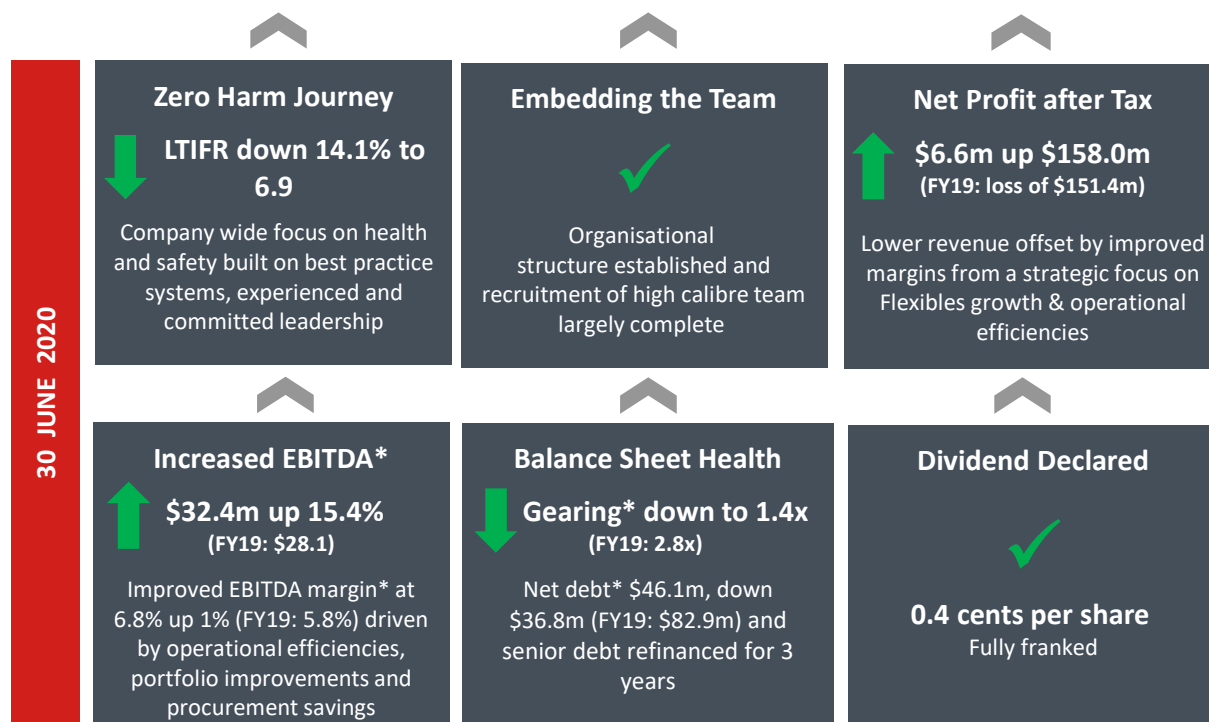 30 JUNE 2020
Zero Harm Journey
LTIFR down 14.1% to
6.9
Company wide focus on health
and safety built on best practice
systems, experienced and
committed leadership
Embedding the Team
Organisational
structure established and
recruitment of high calibre team
largely complete
Net Profit after Tax
$6.6m up $158.0m
(FY19: loss of $151.4m)
Lower revenue offset by improved
margins from a strategic focus on
Flexibles growth & operational
efficiencies
Increased EBITDA*
$32.4m up 15.4%
(FY19: $28.1)
Improved EBITDA margin* at
6.8% up 1% (FY19: 5.8%) driven
by operational efficiencies,
portfolio improvements and
procurement savings
Balance Sheet Health
Gearing* down to 1.4x
(FY19: 2.8x)
Net debt* $46.1m, down
$36.8m (FY19: $82.9m) and
senior debt refinanced for 3
years
Dividend Declared
0.4 cents per share
Fully franked